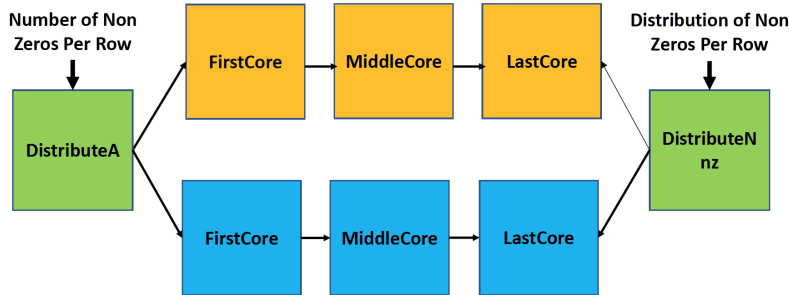 Number of Non
Zeros Per Row
Distribution of Non
Zeros Per Row
FirstCore
MiddleCore
LastCore
DistributeA
DistributeN
nz
FirstCore
MiddleCore
LastCore